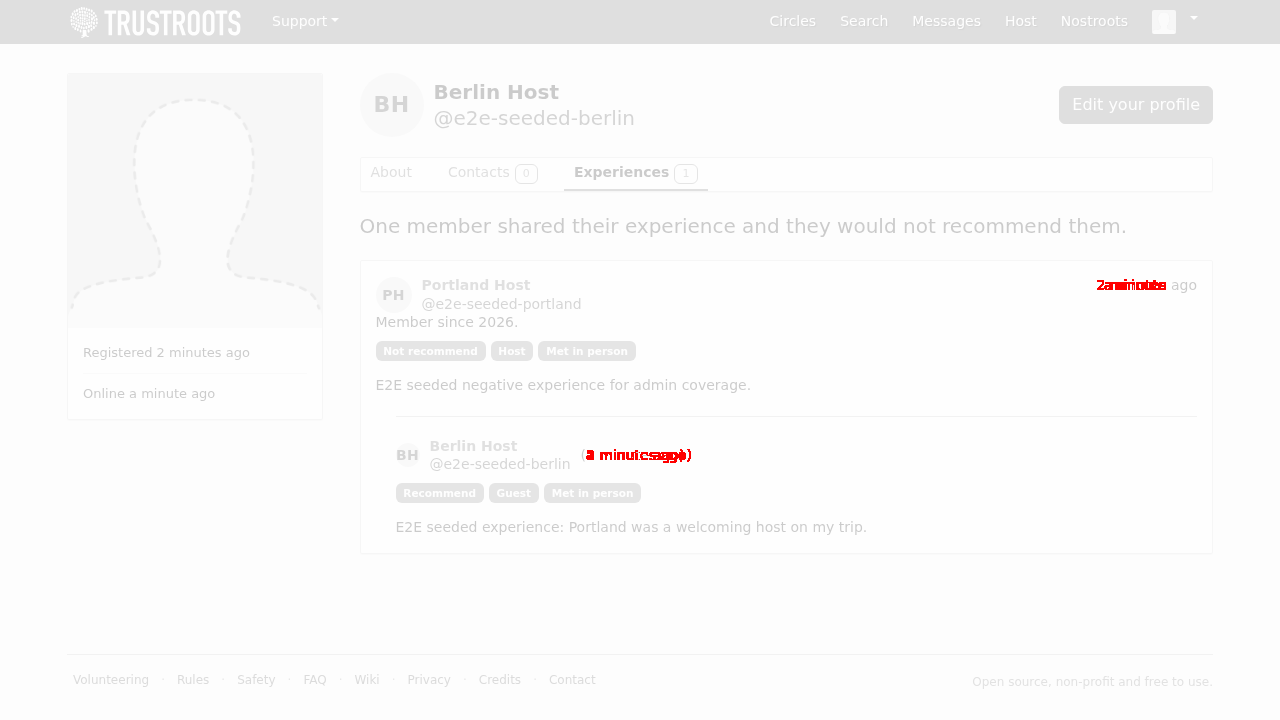 TRUSTROOTS Support Circles Search Messages Host Nostroots
BH Berlin Host
@e2e-seeded-berlin
Edit your profile
About Contacts 0 Experiences 1
One member shared their experience and they would not recommend them.
PH Portland Host
@e2e-seeded-portland
ago
Member since 2026.
Not recommend Host Met in person
E2E seeded negative experience for admin coverage.
BH Berlin Host
@e2e-seeded-berlin
Recommend Guest Met in person
E2E seeded experience: Portland was a welcoming host on my trip.
Registered 2 minutes ago
Online a minute ago
Volunteering · Rules · Safety · FAQ · Wiki · Privacy · Credits · Contact
Open source, non-profit and free to use.